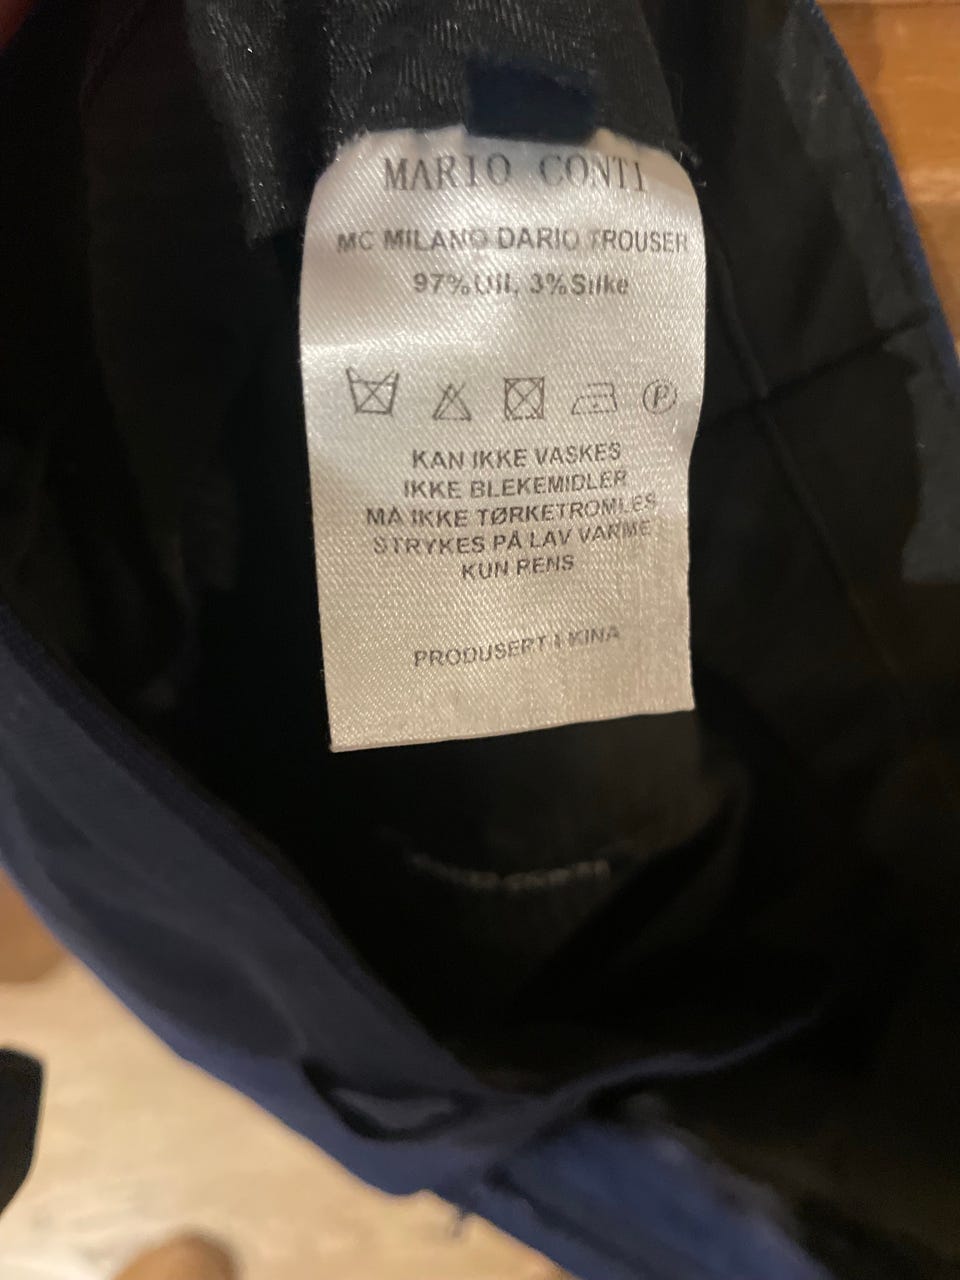 MARIO CONTI
MC MILANO DARIO TROUSER
97% Ull, 3% Silke
P
KAN IKKE VASKES
IKKE BLEKEMIDLER
MA IKKE TØRKETROMLES
STRYKES PÅ LAV VARME
KUN RENS
PRODUSERT I KINA